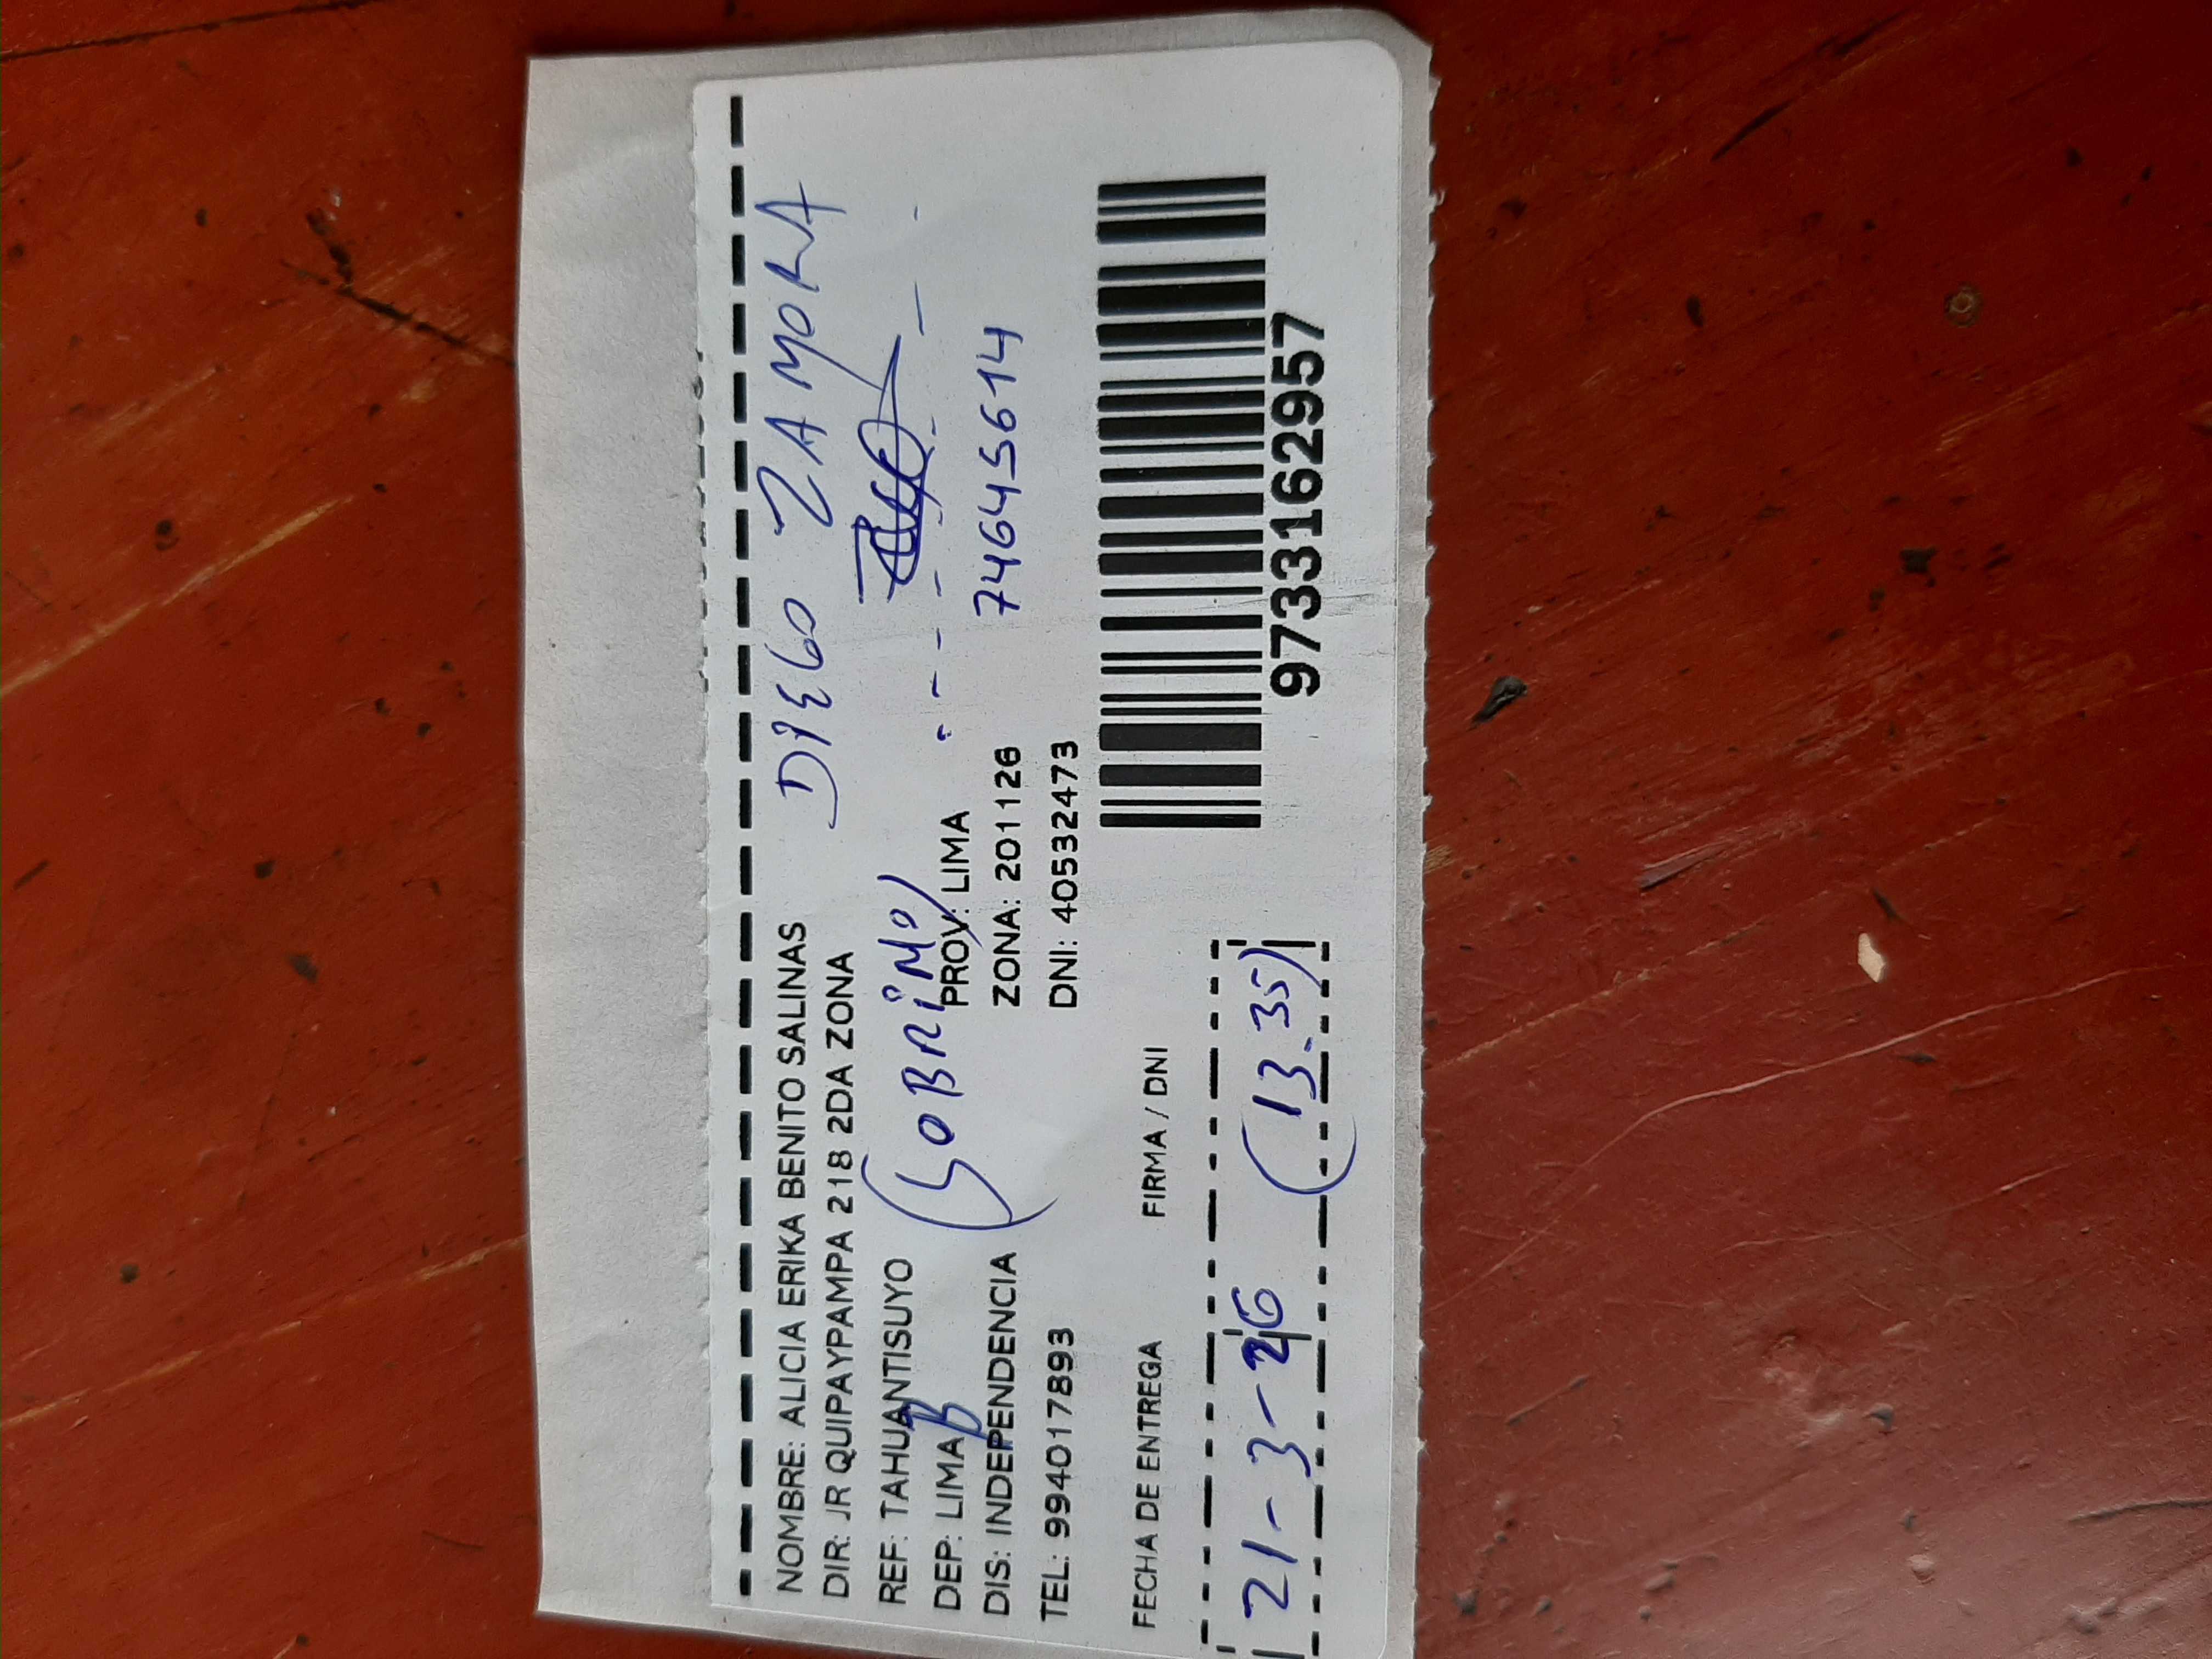 NOMBRE: ALICIA ERIKA BENITO SALINAS
DIEGO ZAMORA
DIR: JR QUIPAYPAMPA 218 2DA ZONA
REF: TAHUANTISUYO
(SOBRiNO)
DEP: LIMA
B
PROV: LIMA
DIS: INDEPENDENCIA
ZONA: 201126
74645614
TEL: 994017893
DNI: 40532473
FECHA DE ENTREGA
FIRMA / DNI
21-3-26 (13.35)
9733162957